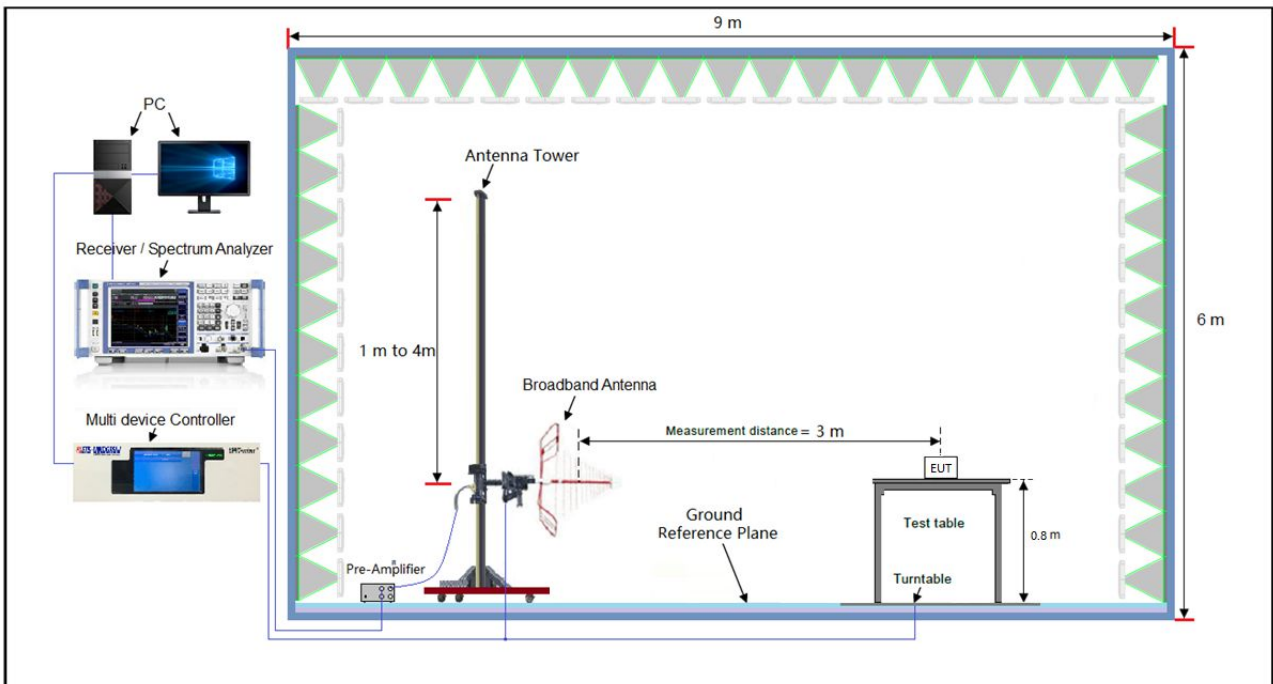 9 m
PC
Antenna Tower
Receiver / Spectrum Analyzer
6 m
1 m to 4m
Broadband Antenna
Multi device Controller
Measurement distance = 3 m
EUT
Ground
Reference Plane
Test table
0.8 m
Pre-Amplifier
Turntable